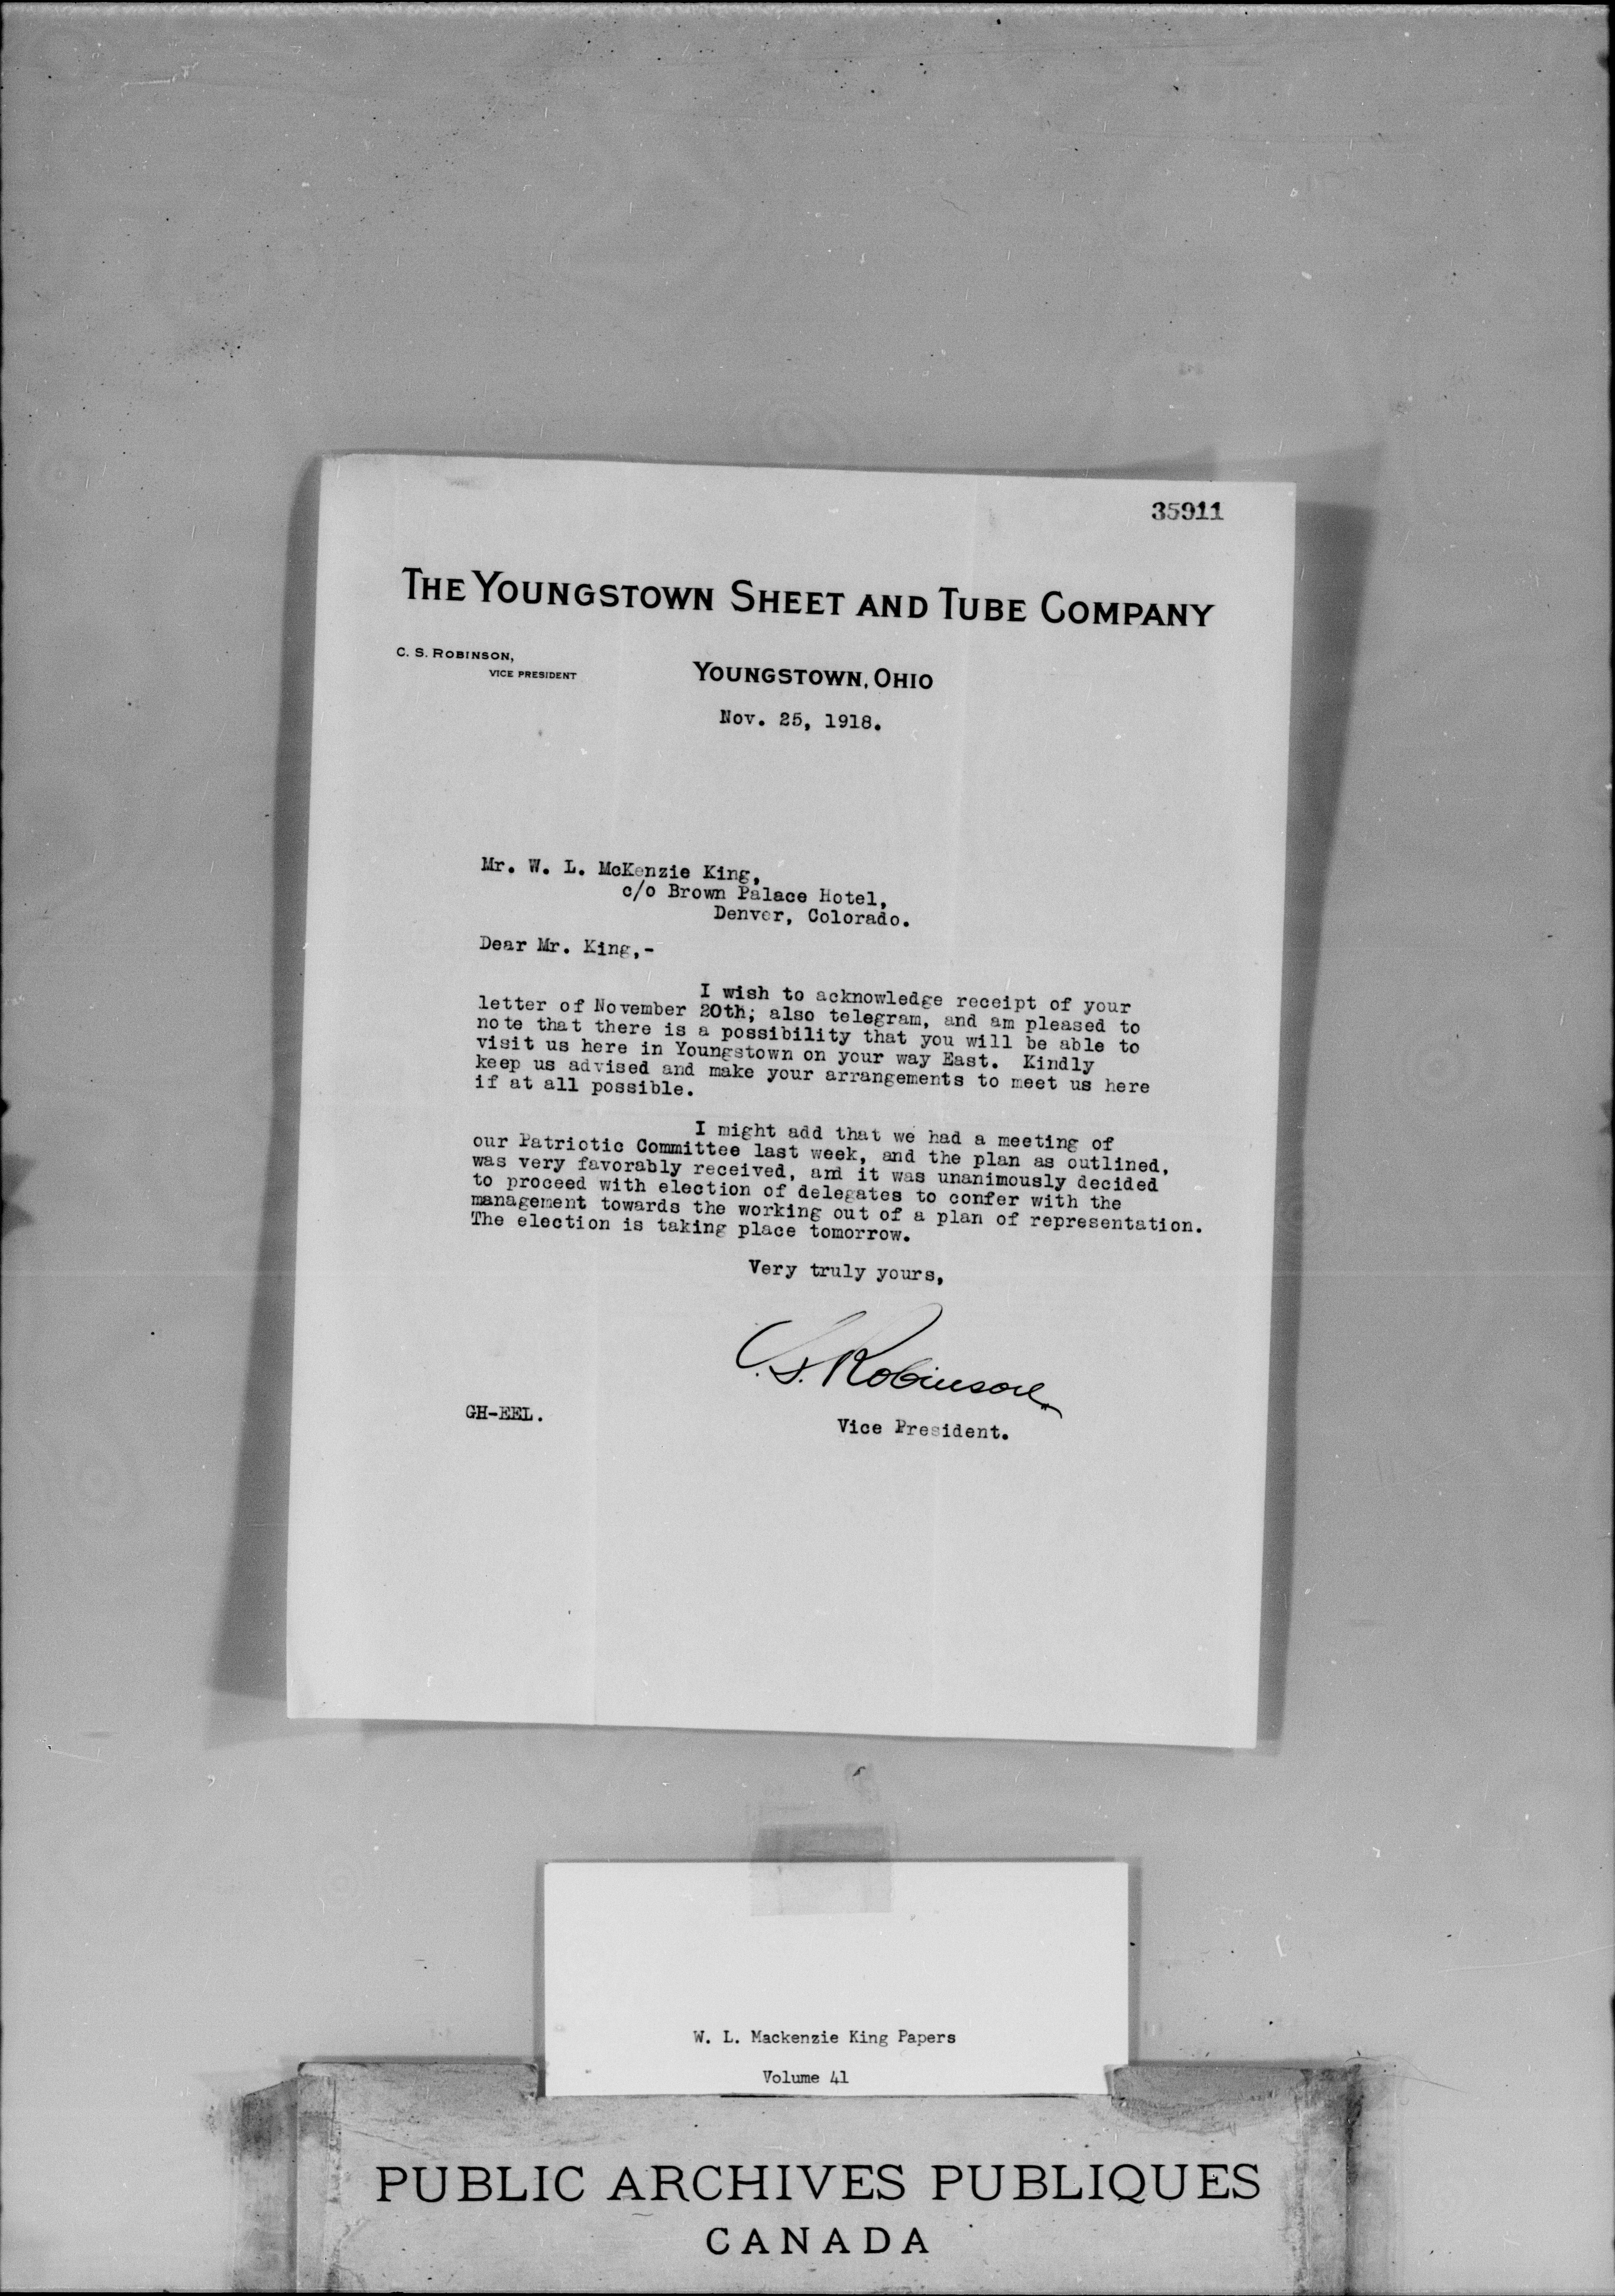 35911
THE YOUNGSTOWN SHEET AND TUBE COMPANY
C. S. ROBINSON,
VICE PRESIDENT
YOUNGSTOWN, OHIO
Nov. 25, 1918.
Mr. W. L. McKenzie King,
c/o Brown Palace Hotel,
Denver, Colorado.
Dear Mr. King,-
I wish to acknowledge receipt of your
letter of November 20th; also telegram, and am pleased to
note that there is a possibility that you will be able to
visit us here in Youngstown on your way East. Kindly
keep us advised and make your arrangements to meet us here
if at all possible.
I might add that we had a meeting of
our Patriotic Committee last week, and the plan as outlined,
was very favorably received, and it was unanimously decided
to proceed with election of delegates to confer with the
management towards the working out of a plan of representation.
The election is taking place tomorrow.
Very truly yours,
C. S. Robinson
GH-EEL.
Vice President.
W. L. Mackenzie King Papers
Volume 41
PUBLIC ARCHIVES PUBLIQUES
CANADA